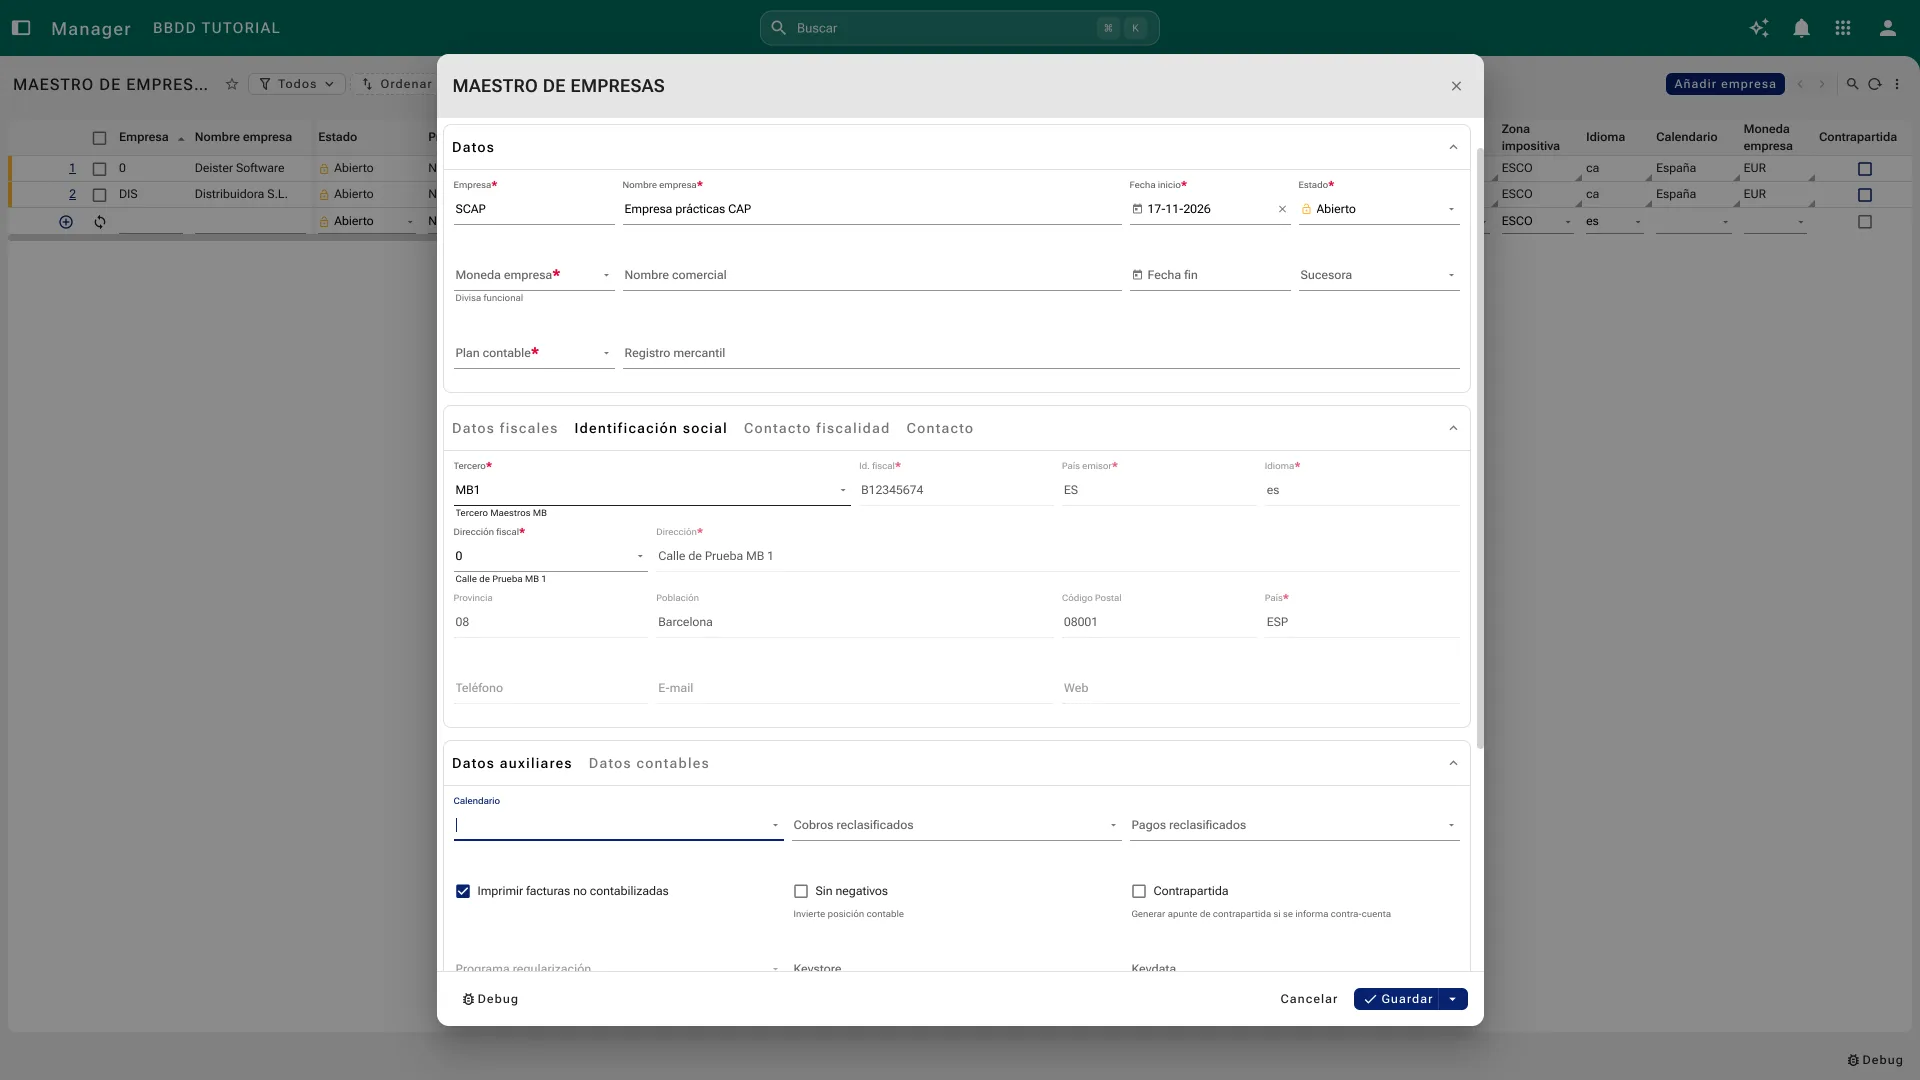 Manager BBDD TUTORIAL Buscar ⌘ K
MAESTRO DE EMPRES... Todos Ordenar Añadir empresa
Empresa Nombre empresa Estado P Zona impositiva Idioma Calendario Moneda empresa Contrapartida
1 0 Deister Software Abierto N ESCO ca España EUR
2 DIS Distribuidora S.L. Abierto N ESCO ca España EUR
Abierto N ESCO es
MAESTRO DE EMPRESAS
Datos
Empresa* Nombre empresa* Fecha inicio* Estado*
SCAP Empresa prácticas CAP 17-11-2026 Abierto
Moneda empresa* Nombre comercial Fecha fin Sucesora
Divisa funcional
Plan contable* Registro mercantil
Datos fiscales Identificación social Contacto fiscalidad Contacto
Tercero* Id. fiscal* País emisor* Idioma*
MB1 B12345674 ES es
Tercero Maestros MB
Dirección fiscal* Dirección*
0 Calle de Prueba MB 1
Calle de Prueba MB 1
Provincia Población Código Postal País*
08 Barcelona 08001 ESP
Teléfono E-mail Web
Datos auxiliares Datos contables
Calendario
Cobros reclasificados Pagos reclasificados
Imprimir facturas no contabilizadas Sin negativos Contrapartida
Invierte posición contable Generar apunte de contrapartida si se informa contra-cuenta
Programa regularización Keystore Keydata
Debug Cancelar Guardar
Debug